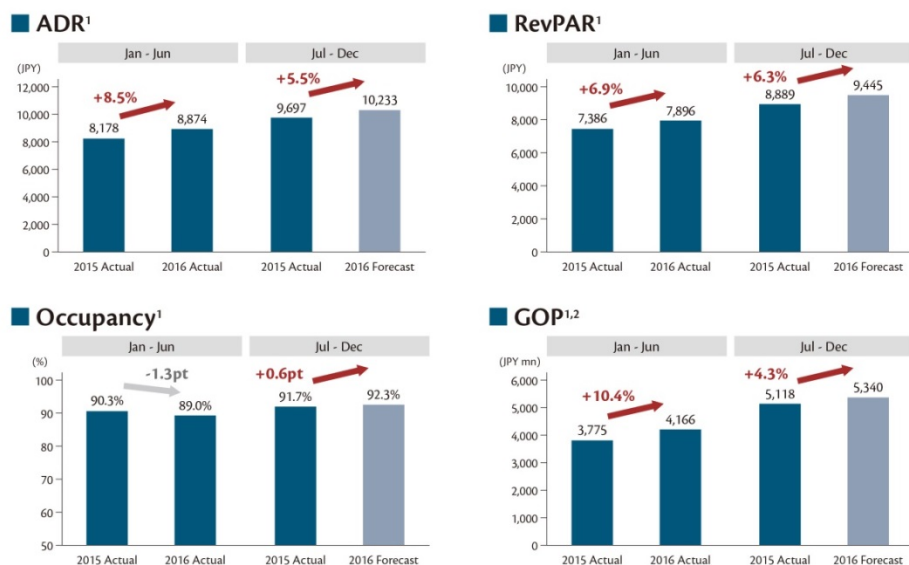 ADR¹
Jan - Jun Jul - Dec
(JPY)
12,000
10,000
8,000
6,000
4,000
2,000
0
+8.5%
+5.5%
8,178
8,874
9,697
10,233
2015 Actual 2016 Actual 2015 Actual 2016 Forecast
RevPAR¹
Jan - Jun Jul - Dec
(JPY)
10,000
8,000
6,000
4,000
2,000
0
+6.9%
+6.3%
7,386
7,896
8,889
9,445
2015 Actual 2016 Actual 2015 Actual 2016 Forecast
Occupancy¹
Jan - Jun Jul - Dec
(%)
100
90
80
70
60
50
-1.3pt
+0.6pt
90.3%
89.0%
91.7%
92.3%
2015 Actual 2016 Actual 2015 Actual 2016 Forecast
GOP¹,²
Jan - Jun Jul - Dec
(JPY mn)
6,000
5,000
4,000
3,000
2,000
1,000
0
+10.4%
+4.3%
3,775
4,166
5,118
5,340
2015 Actual 2016 Actual 2015 Actual 2016 Forecast